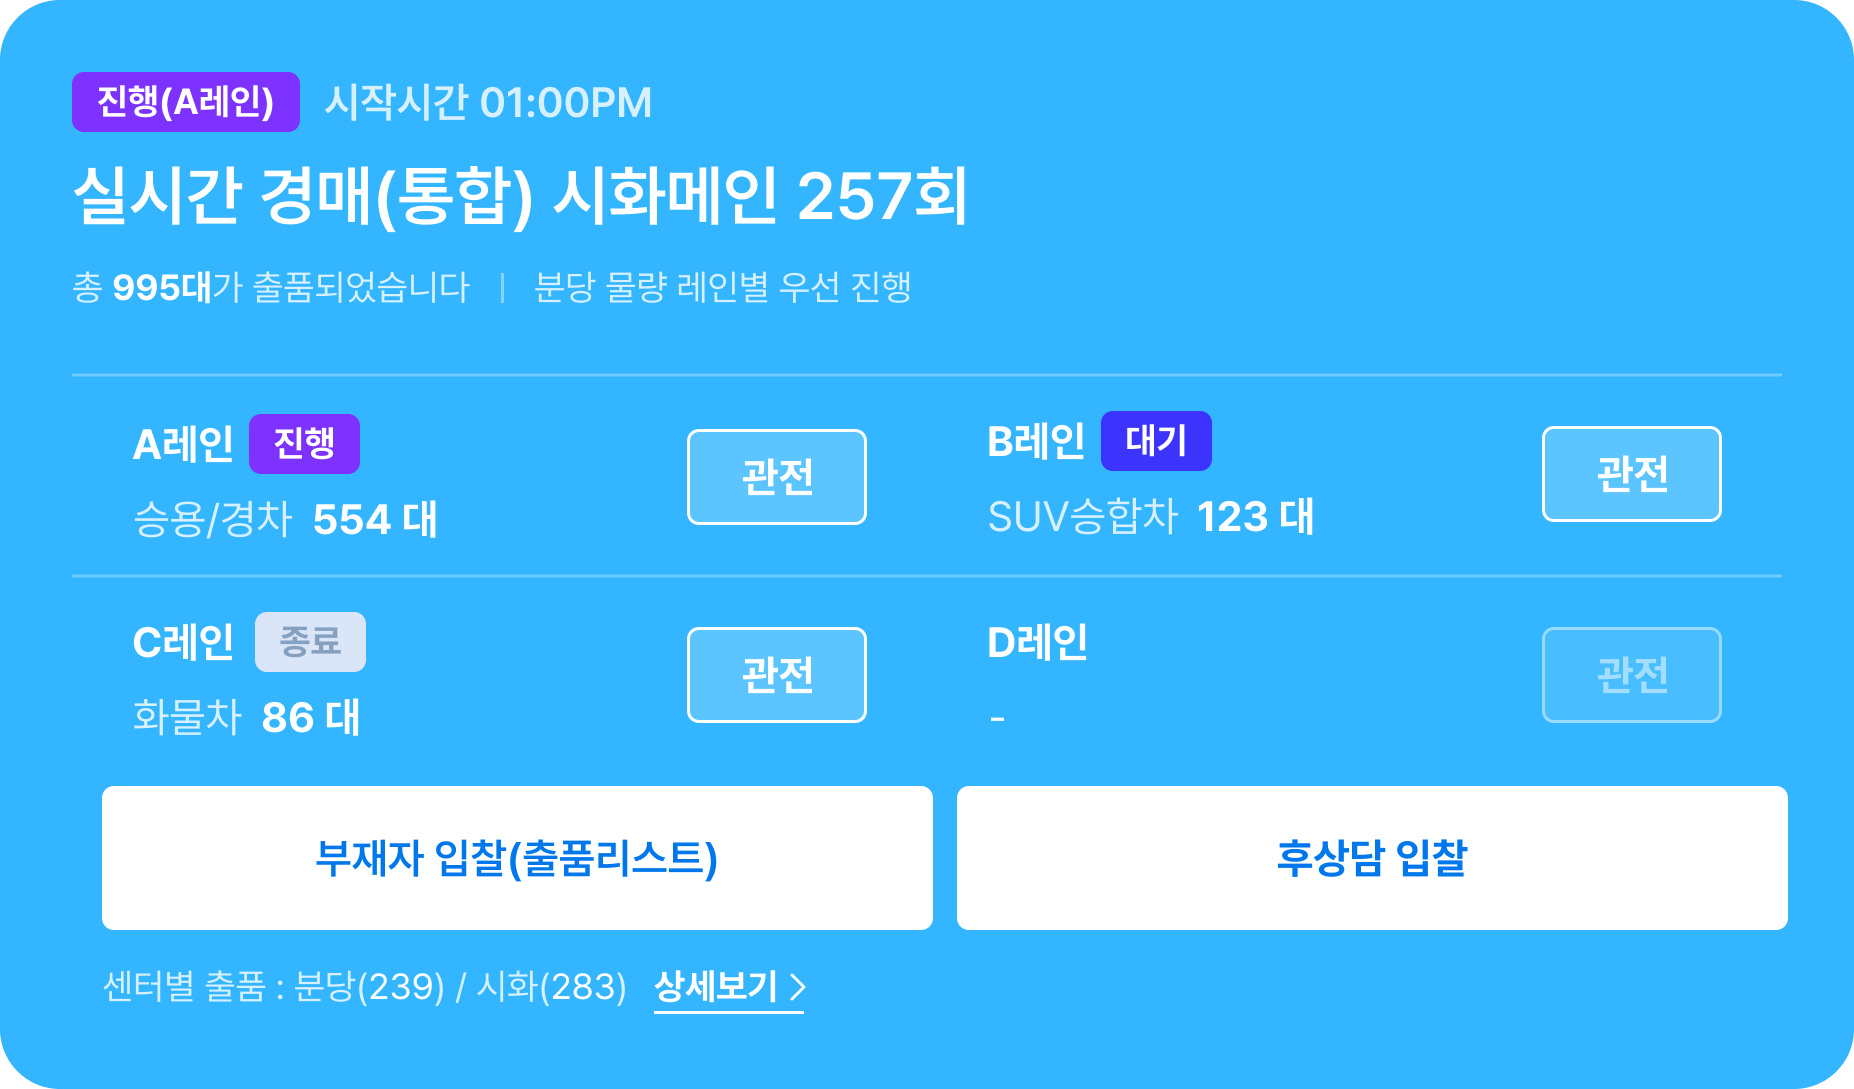 진행(A레인) 시작시간 01:00PM
실시간 경매(통합) 시화메인 257회
총 995대가 출품되었습니다 | 분당 물량 레인별 우선 진행
A레인 진행
승용/경차 554 대
관전
B레인 대기
SUV승합차 123 대
관전
C레인 종료
화물차 86 대
관전
D레인
-
관전
부재자 입찰(출품리스트)
후상담 입찰
센터별 출품 : 분당(239) / 시화(283) 상세보기 >